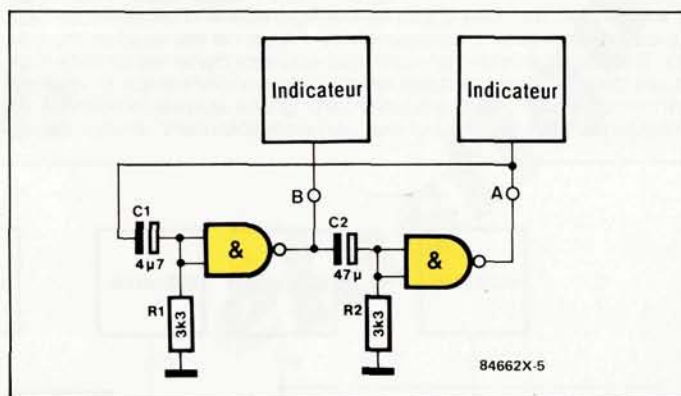 Indicateur
Indicateur
B
A
C1
4µ7
&
C2
47µ
&
R1
3k3
R2
3k3
84662X-5